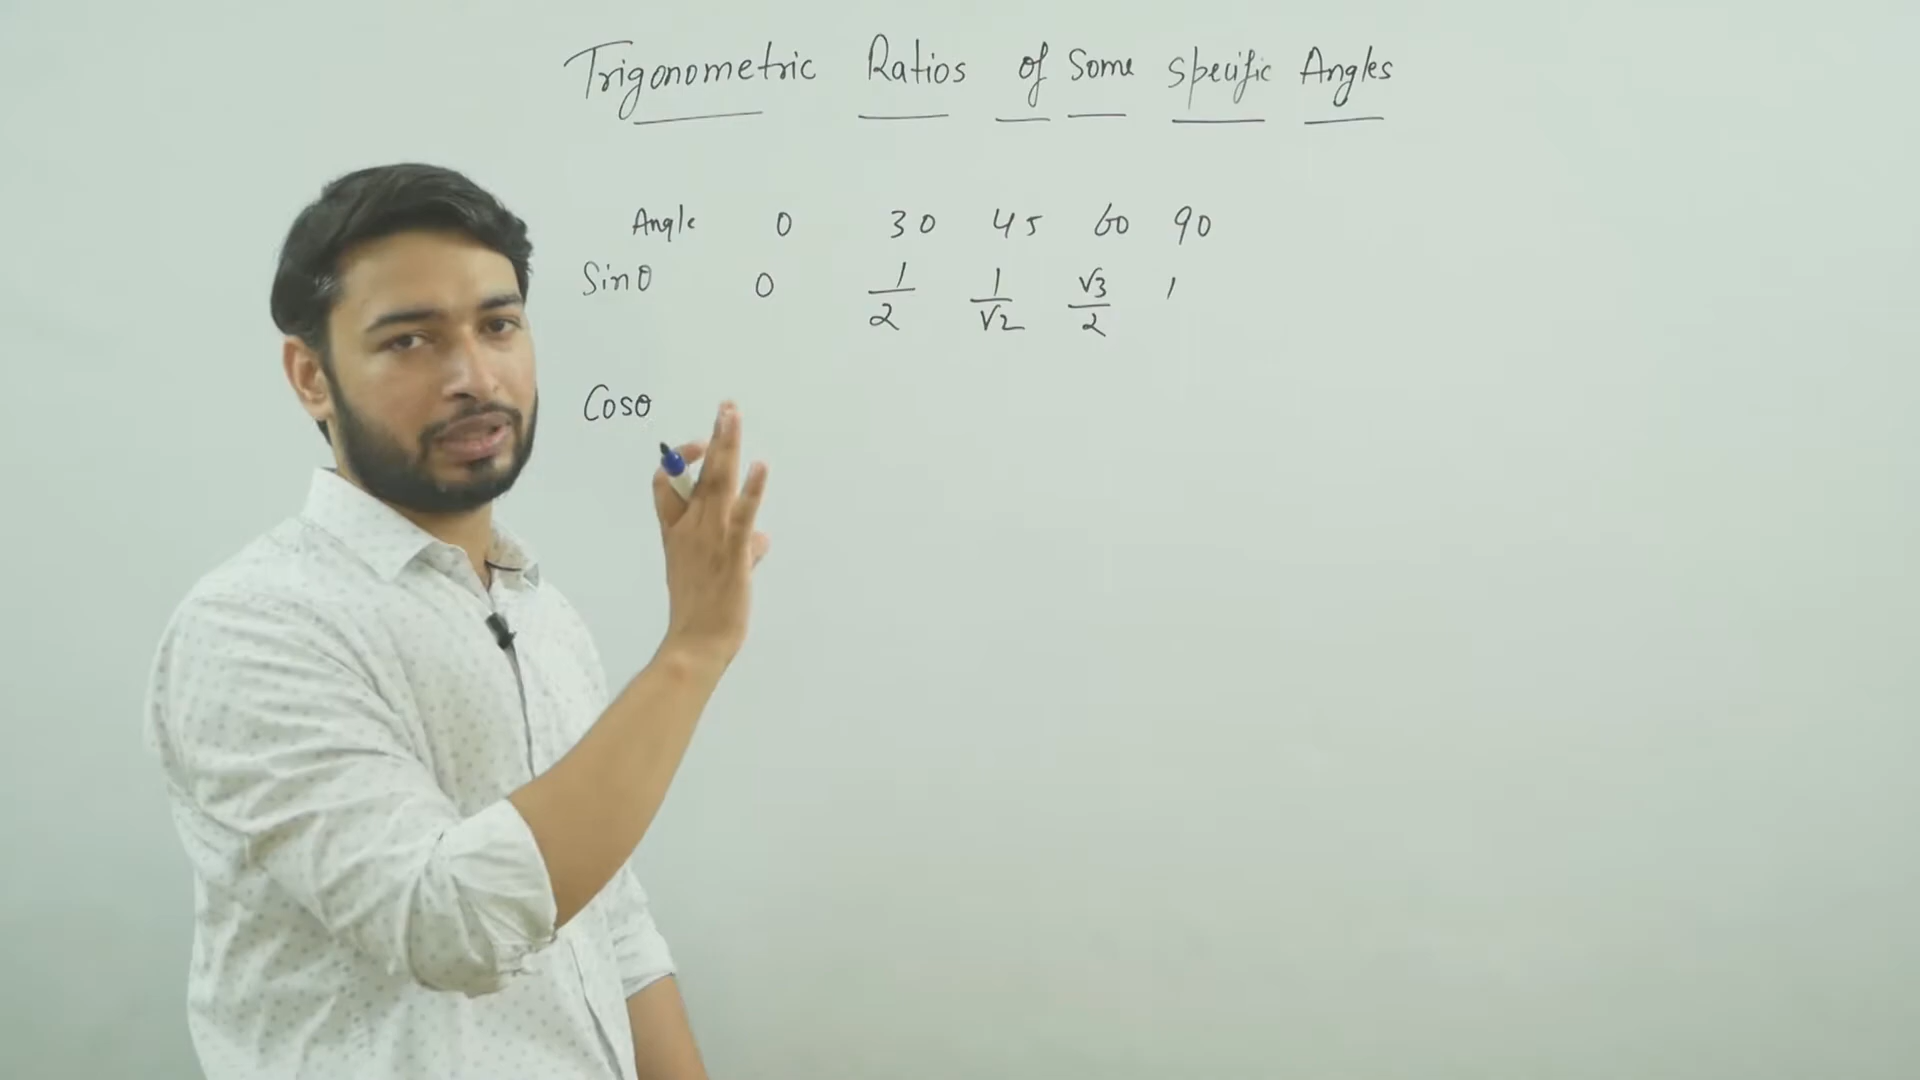 Trigonometric Ratios of Some Specific Angles
Angle 0 30 45 60 90
Sinθ 0 1/2 1/√2 √3/2 1
Cosθ